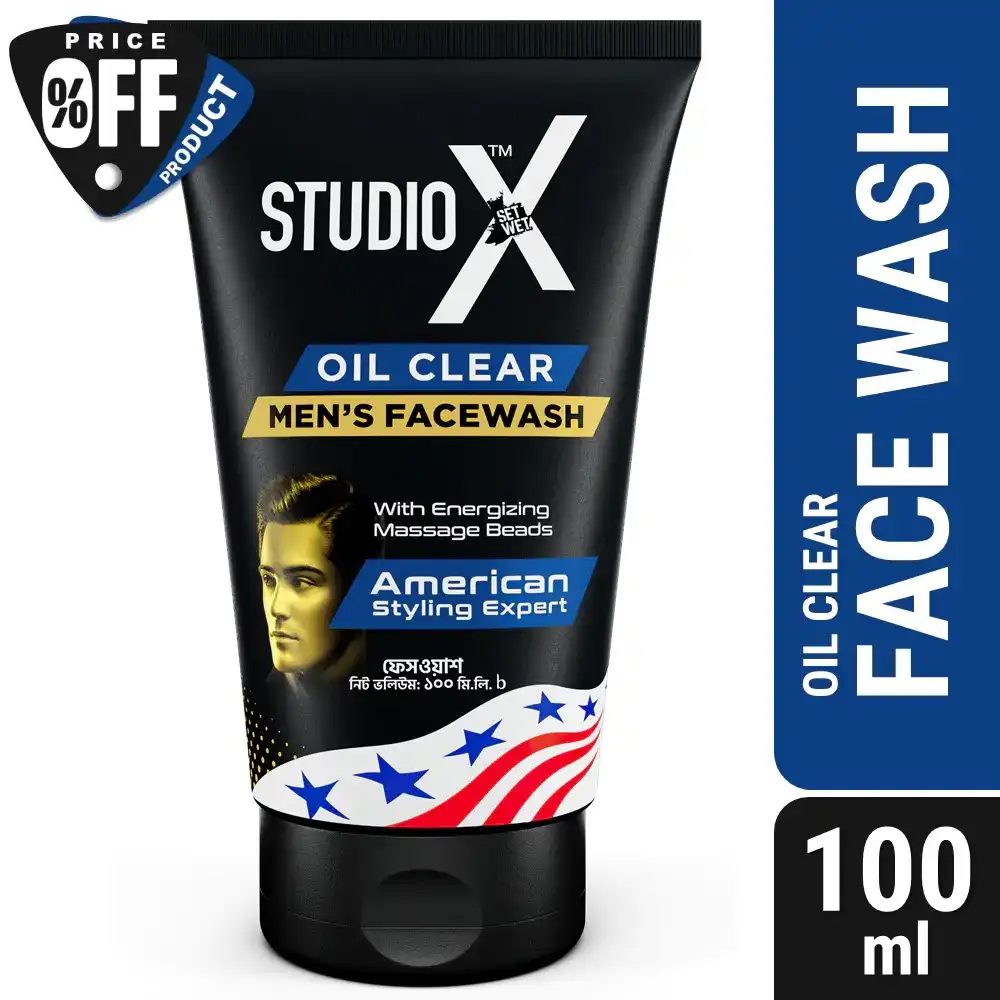 PRICE
%OFF
PRODUCT
STUDIO X™
SET
WET
OIL CLEAR
MEN'S FACEWASH
With Energizing
Massage Beads
American
Styling Expert
ফেসওয়াশ
নিট ভলিউম: ১০০ মি.লি. b
OIL CLEAR
FACE WASH
100
ml